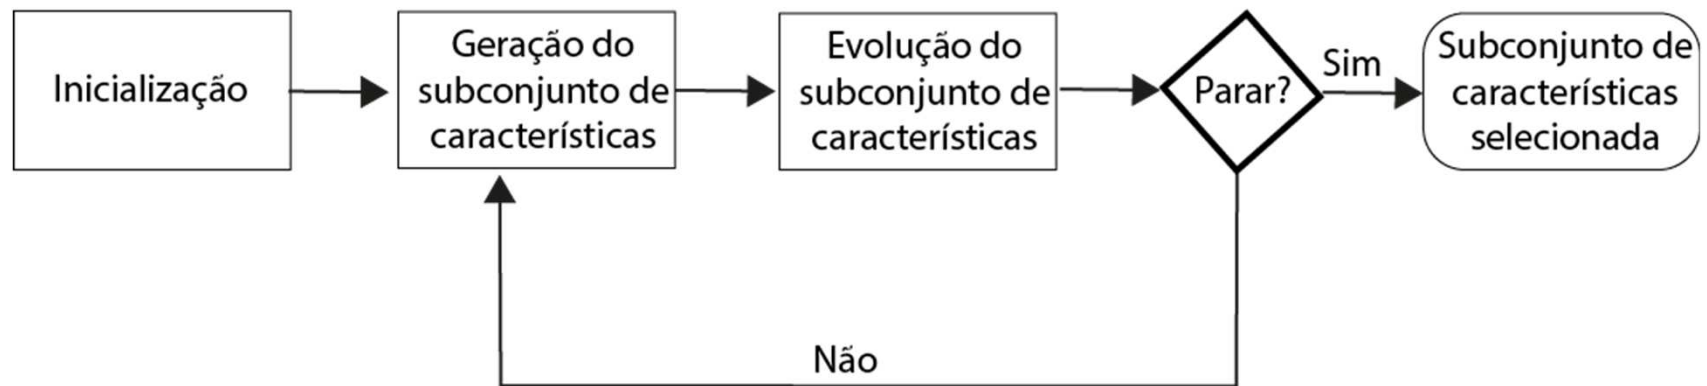 Inicialização
Geração do
subconjunto de
características
Evolução do
subconjunto de
características
Parar?
Sim
Subconjunto de
características
selecionada
Não